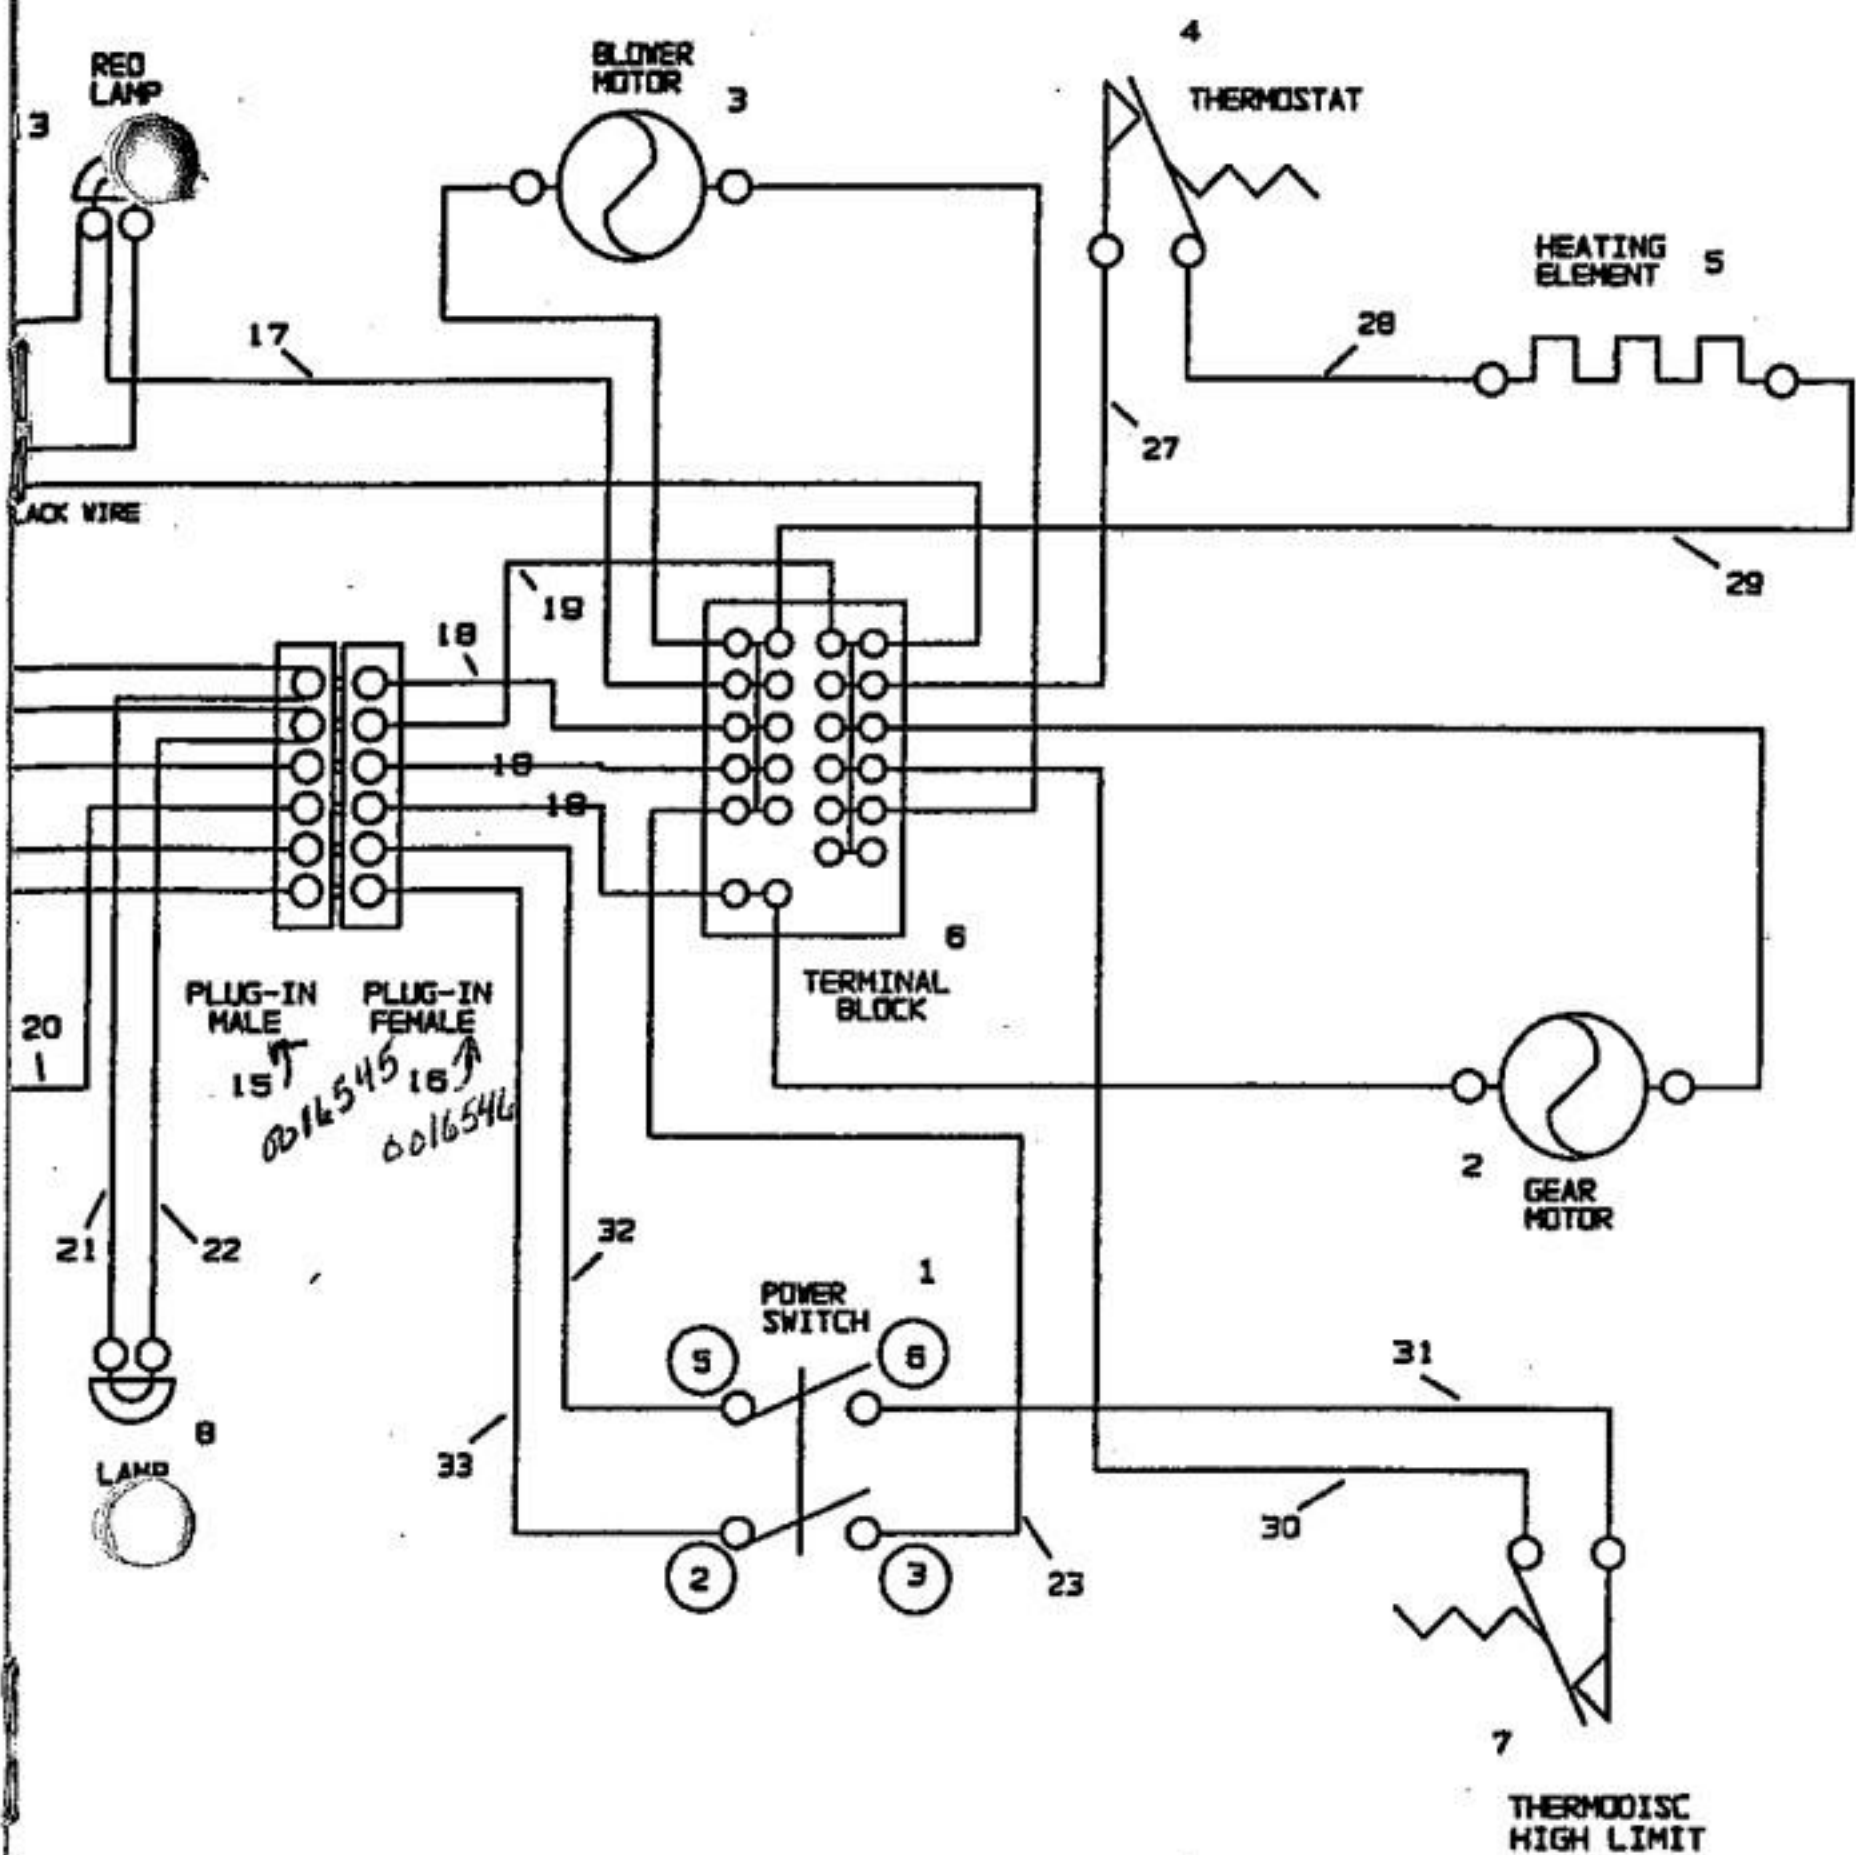 RED
LAMP
3
BLOWER
MOTOR
3
4
THERMOSTAT
HEATING
ELEMENT
5
17
28
27
LACK WIRE
29
19
18
18
18
6
TERMINAL
BLOCK
PLUG-IN
MALE
15
PLUG-IN
FEMALE
16
0016545
0016546
20
21
22
2
GEAR
MOTOR
32
1
POWER
SWITCH
5
6
31
33
30
2
3
23
8
LAMP
7
THERMODISC
HIGH LIMIT